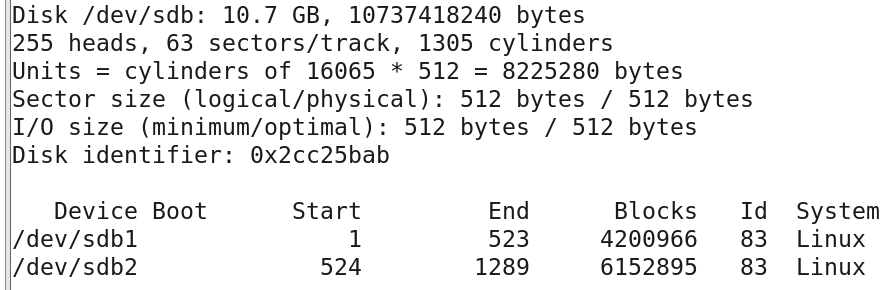 Disk /dev/sdb: 10.7 GB, 10737418240 bytes
255 heads, 63 sectors/track, 1305 cylinders
Units = cylinders of 16065 * 512 = 8225280 bytes
Sector size (logical/physical): 512 bytes / 512 bytes
I/O size (minimum/optimal): 512 bytes / 512 bytes
Disk identifier: 0x2cc25bab

   Device Boot      Start         End      Blocks   Id  System
/dev/sdb1               1         523     4200966   83  Linux
/dev/sdb2             524        1289     6152895   83  Linux